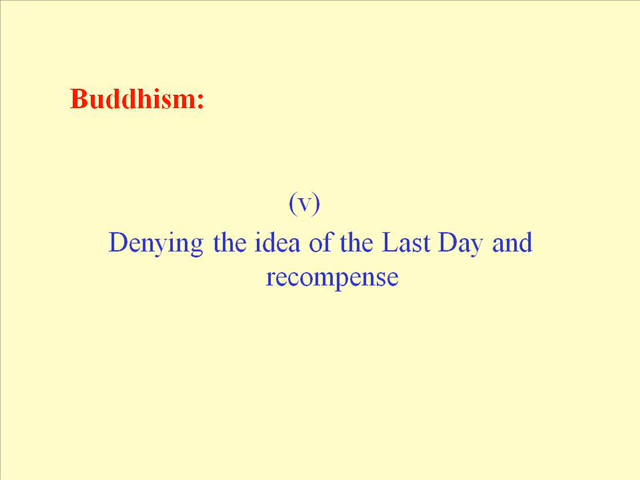 Buddhism:
(v)
Denying the idea of the Last Day and
recompense